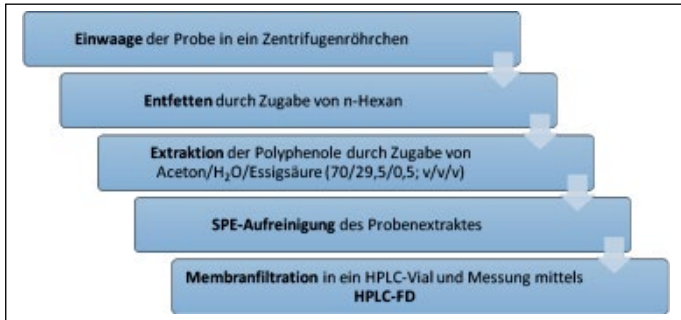 Einwaage der Probe in ein Zentrifugenröhrchen
Entfetten durch Zugabe von n-Hexan
Extraktion der Polyphenole durch Zugabe von
Aceton/H₂O/Essigsäure (70/29,5/0,5; v/v/v)
SPE-Aufreinigung des Probenextraktes
Membranfiltration in ein HPLC-Vial und Messung mittels
HPLC-FD